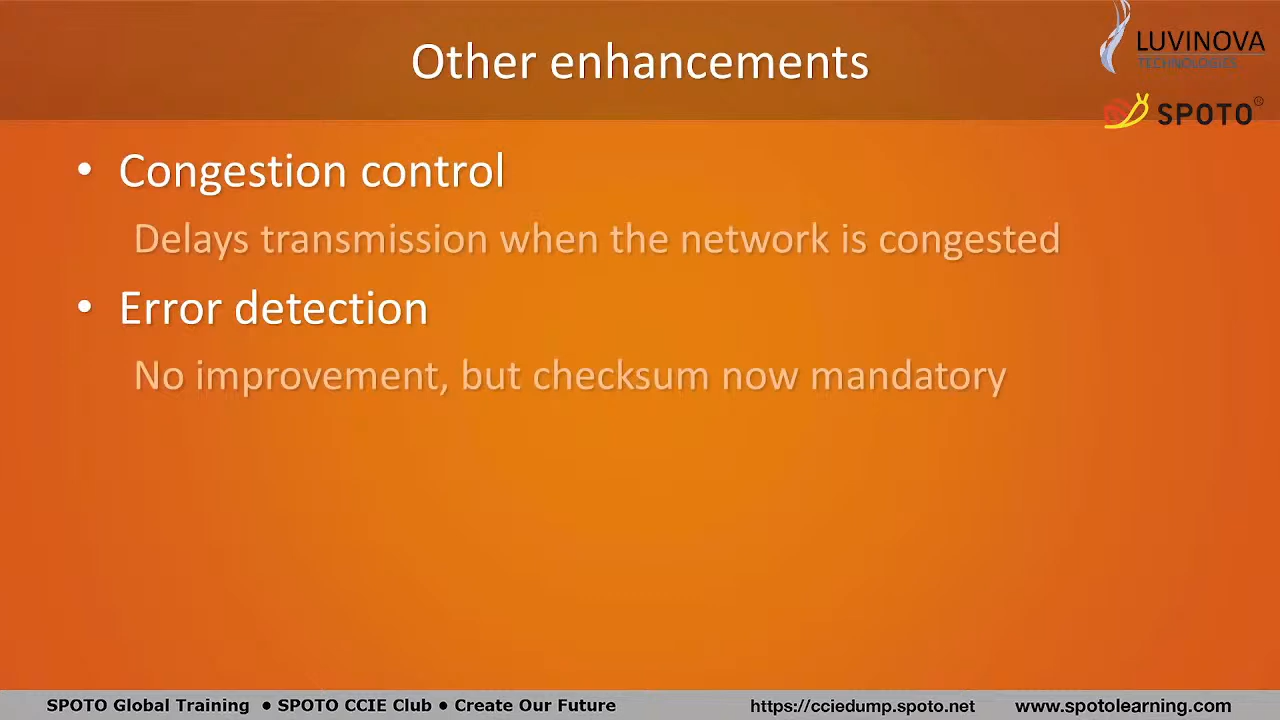 Other enhancements
LUVINOVA
TECHNOLOGIES
SPOTO®
• Congestion control
Delays transmission when the network is congested
• Error detection
No improvement, but checksum now mandatory
SPOTO Global Training ● SPOTO CCIE Club ● Create Our Future
https://cciedump.spoto.net
www.spotolearning.com